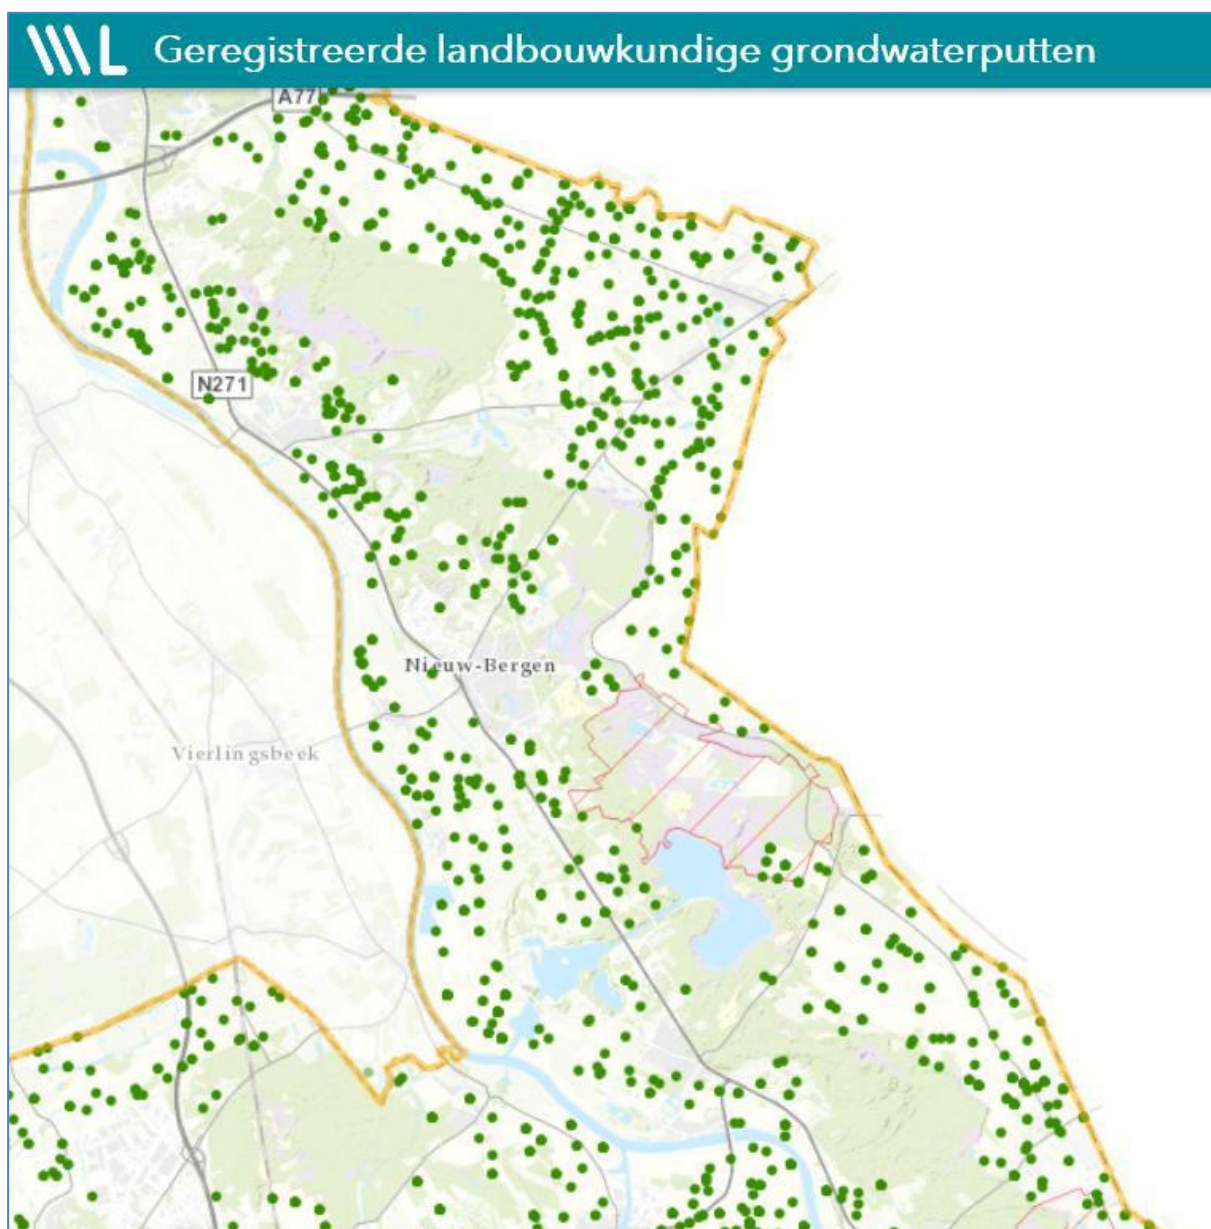 WL Geregistreerde landbouwkundige grondwaterputten
A77
N271
Nieuw-Bergen
Vierlingsbeek